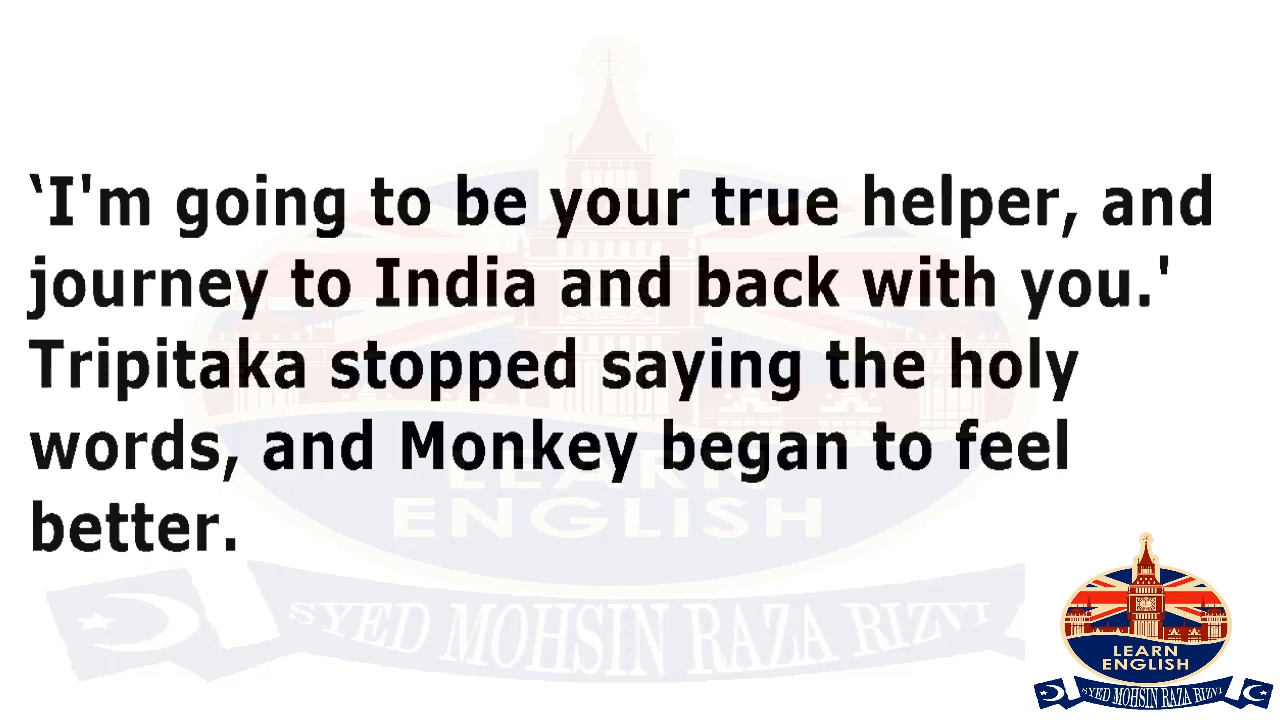 ‘I'm going to be your true helper, and
journey to India and back with you.'
Tripitaka stopped saying the holy
words, and Monkey began to feel
better.
LEARN
ENGLISH
SYED MOHSIN RAZA RIZVI
LEARN
ENGLISH
SYED MOHSIN RAZA RIZVI